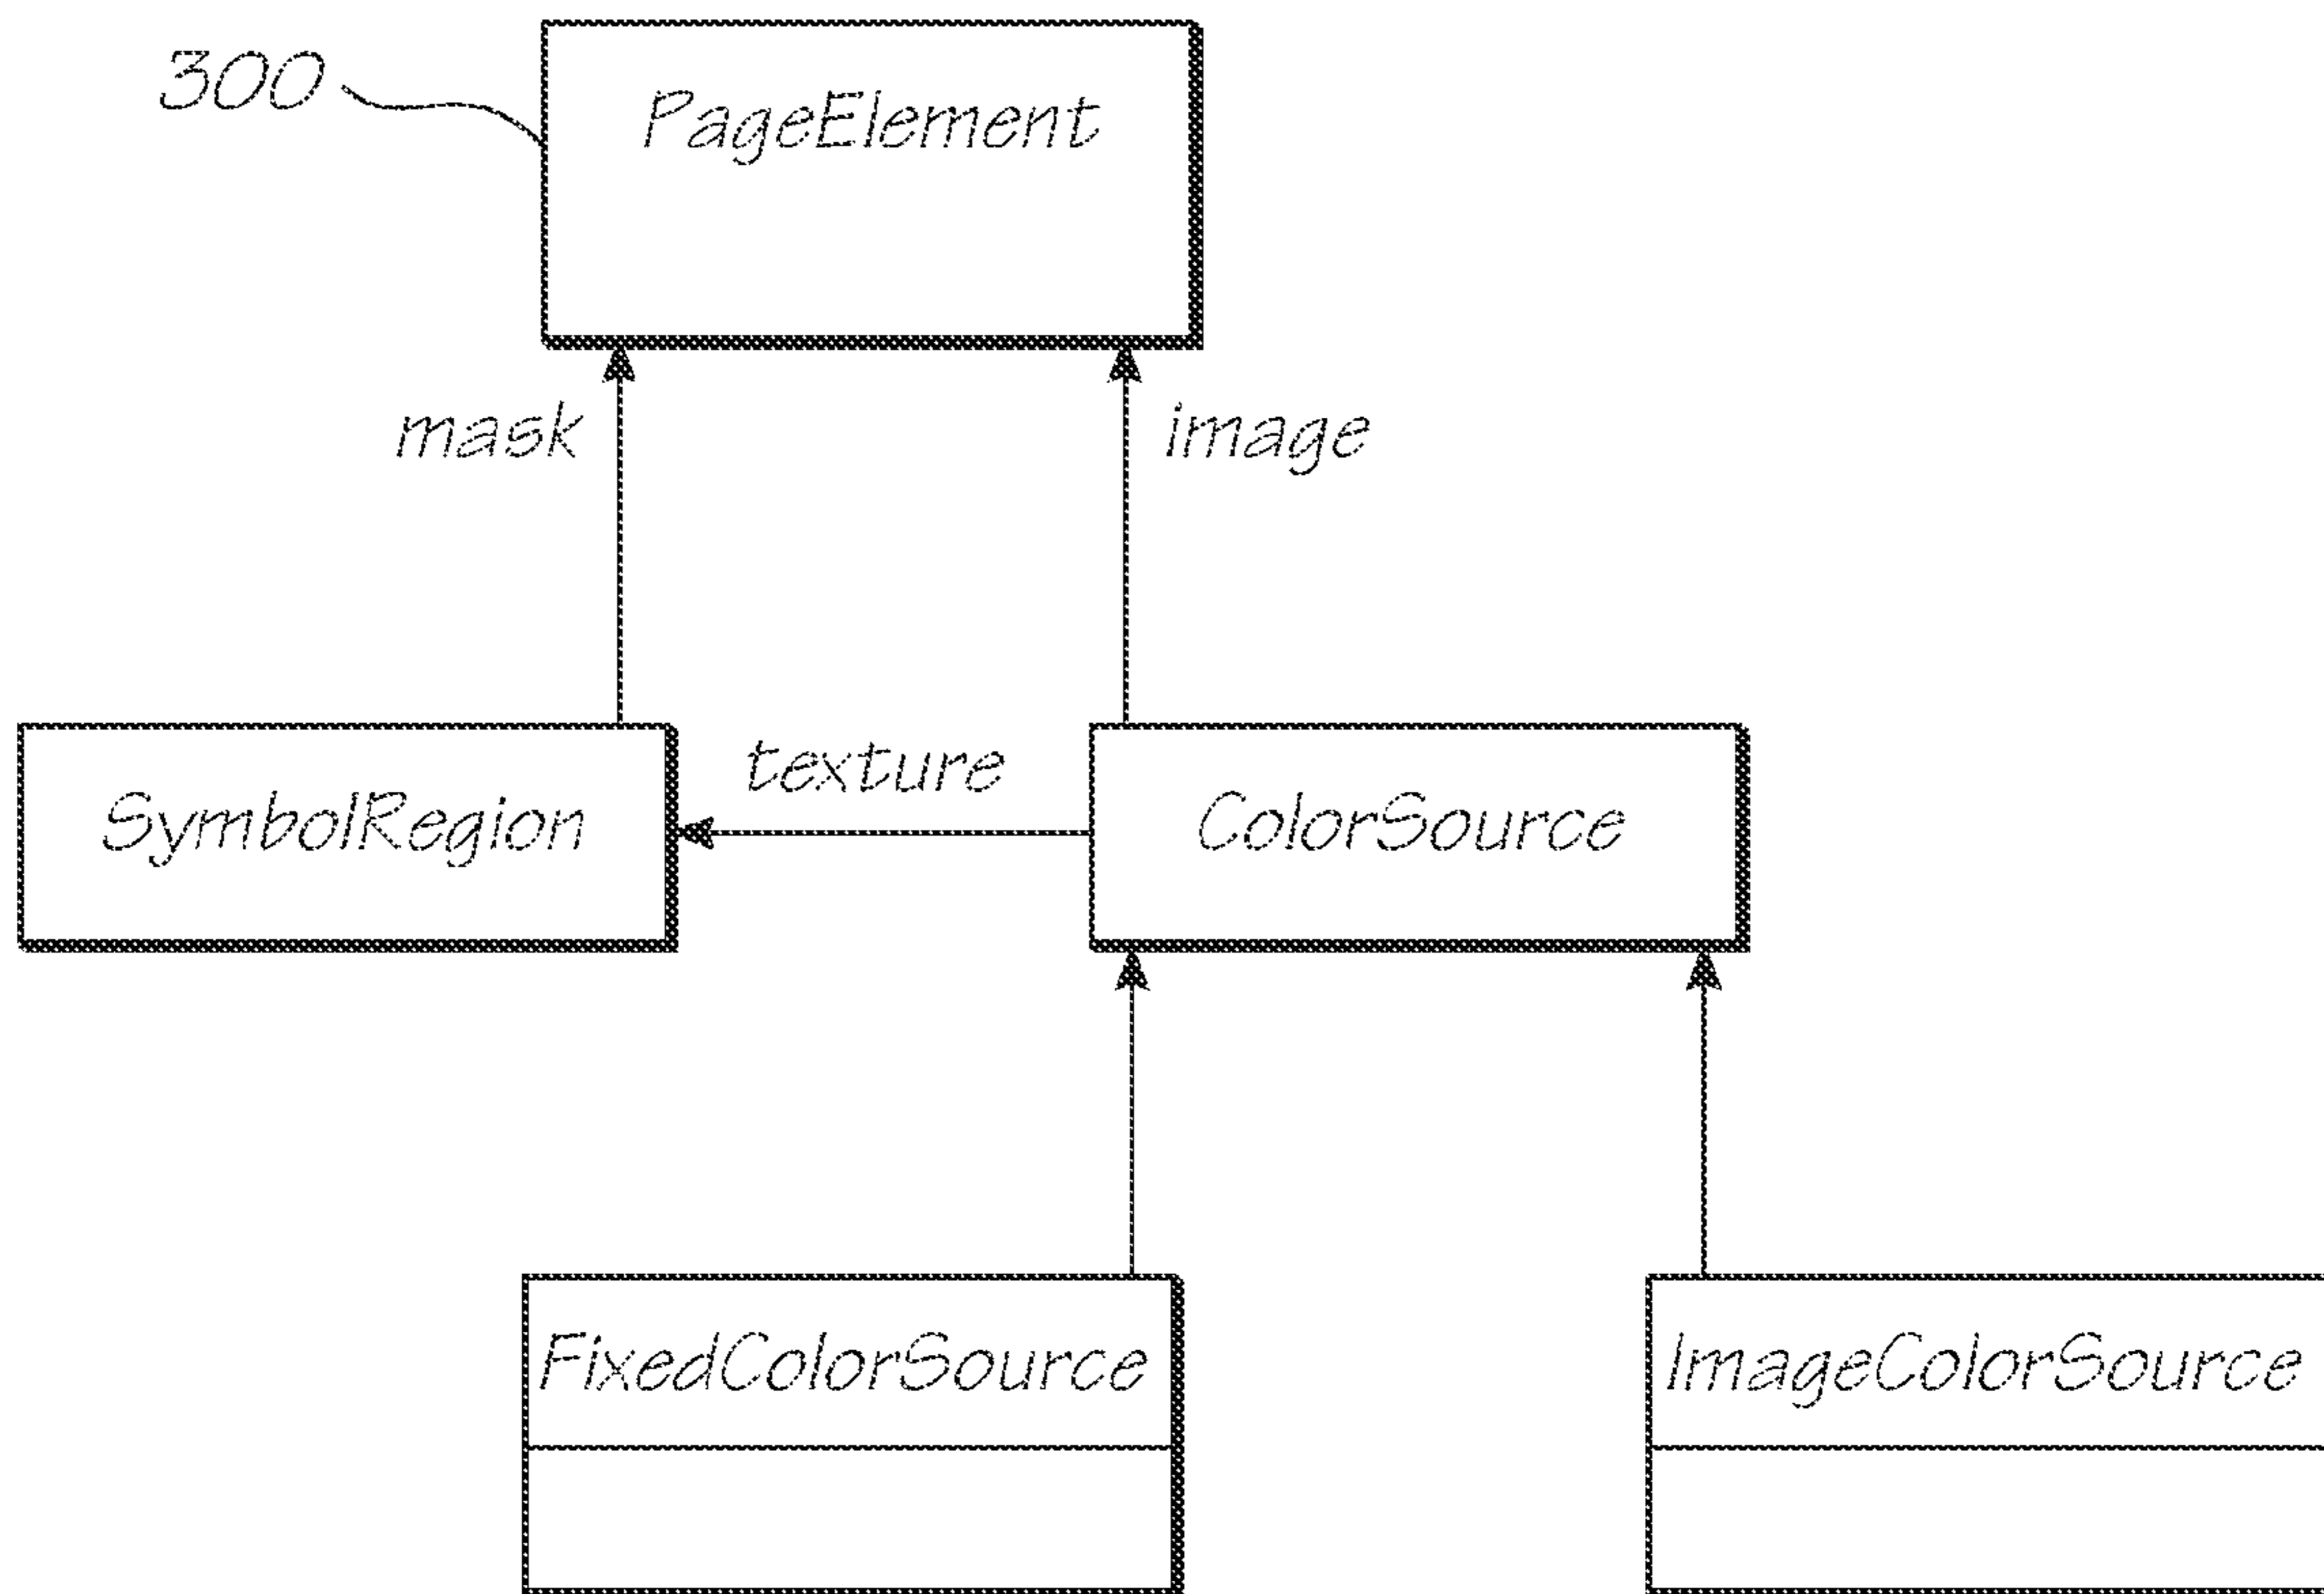 300
PageElement
mask
image
texture
SymbolRegion
ColorSource
FixedColorSource
ImageColorSource